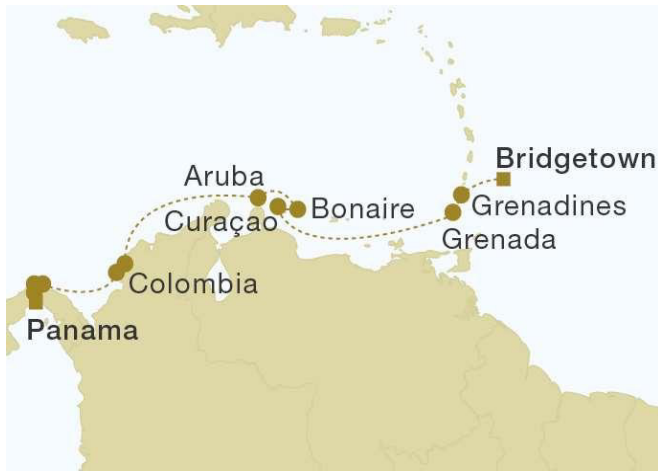 Bridgetown
Aruba
Grenadines
Curaçao
Bonaire
Grenada
Colombia
Panama